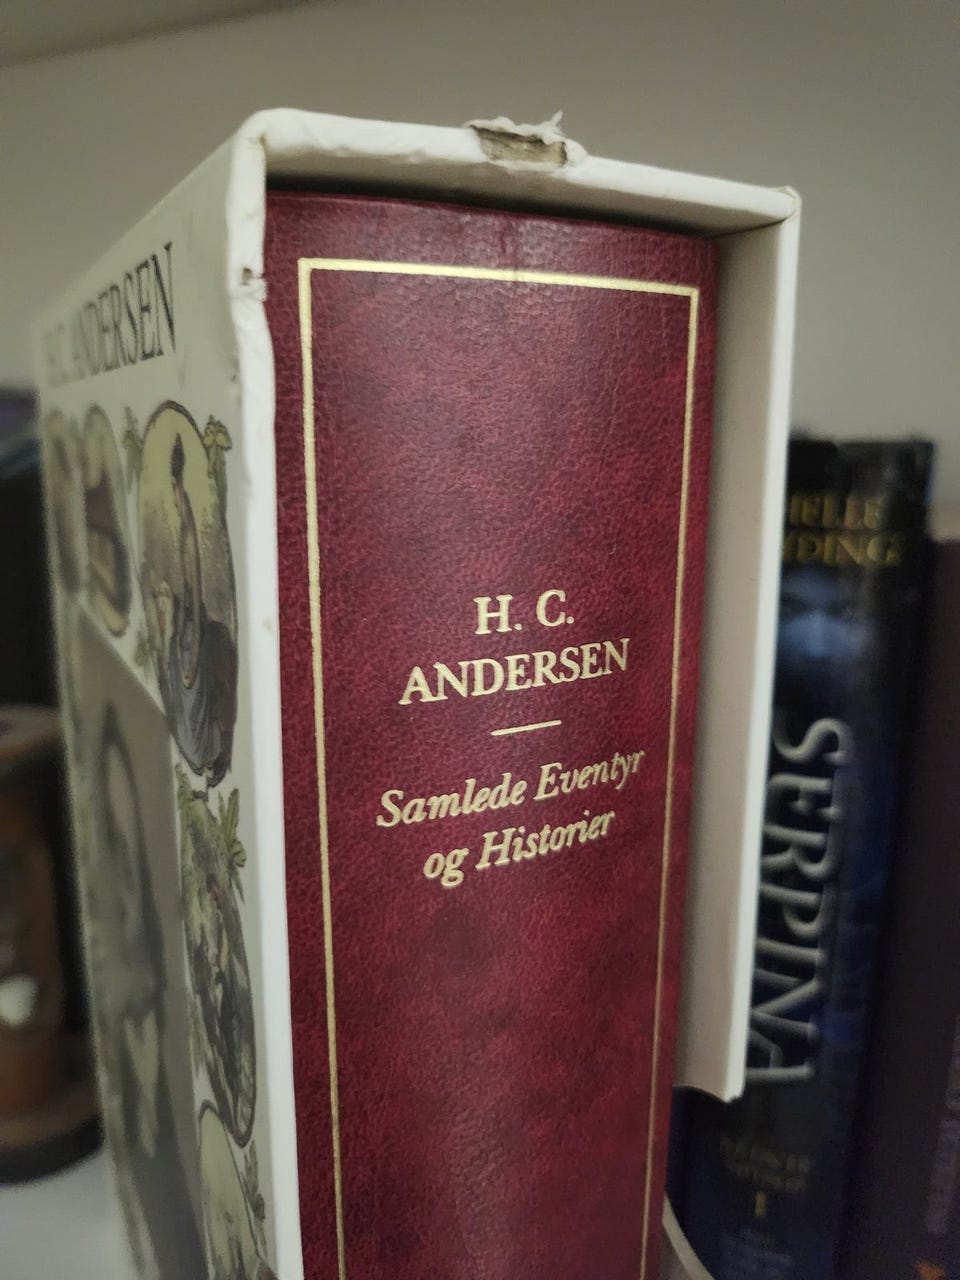 H. C. ANDERSEN
H. C.
ANDERSEN
Samlede Eventyr
og Historier
SERPINA